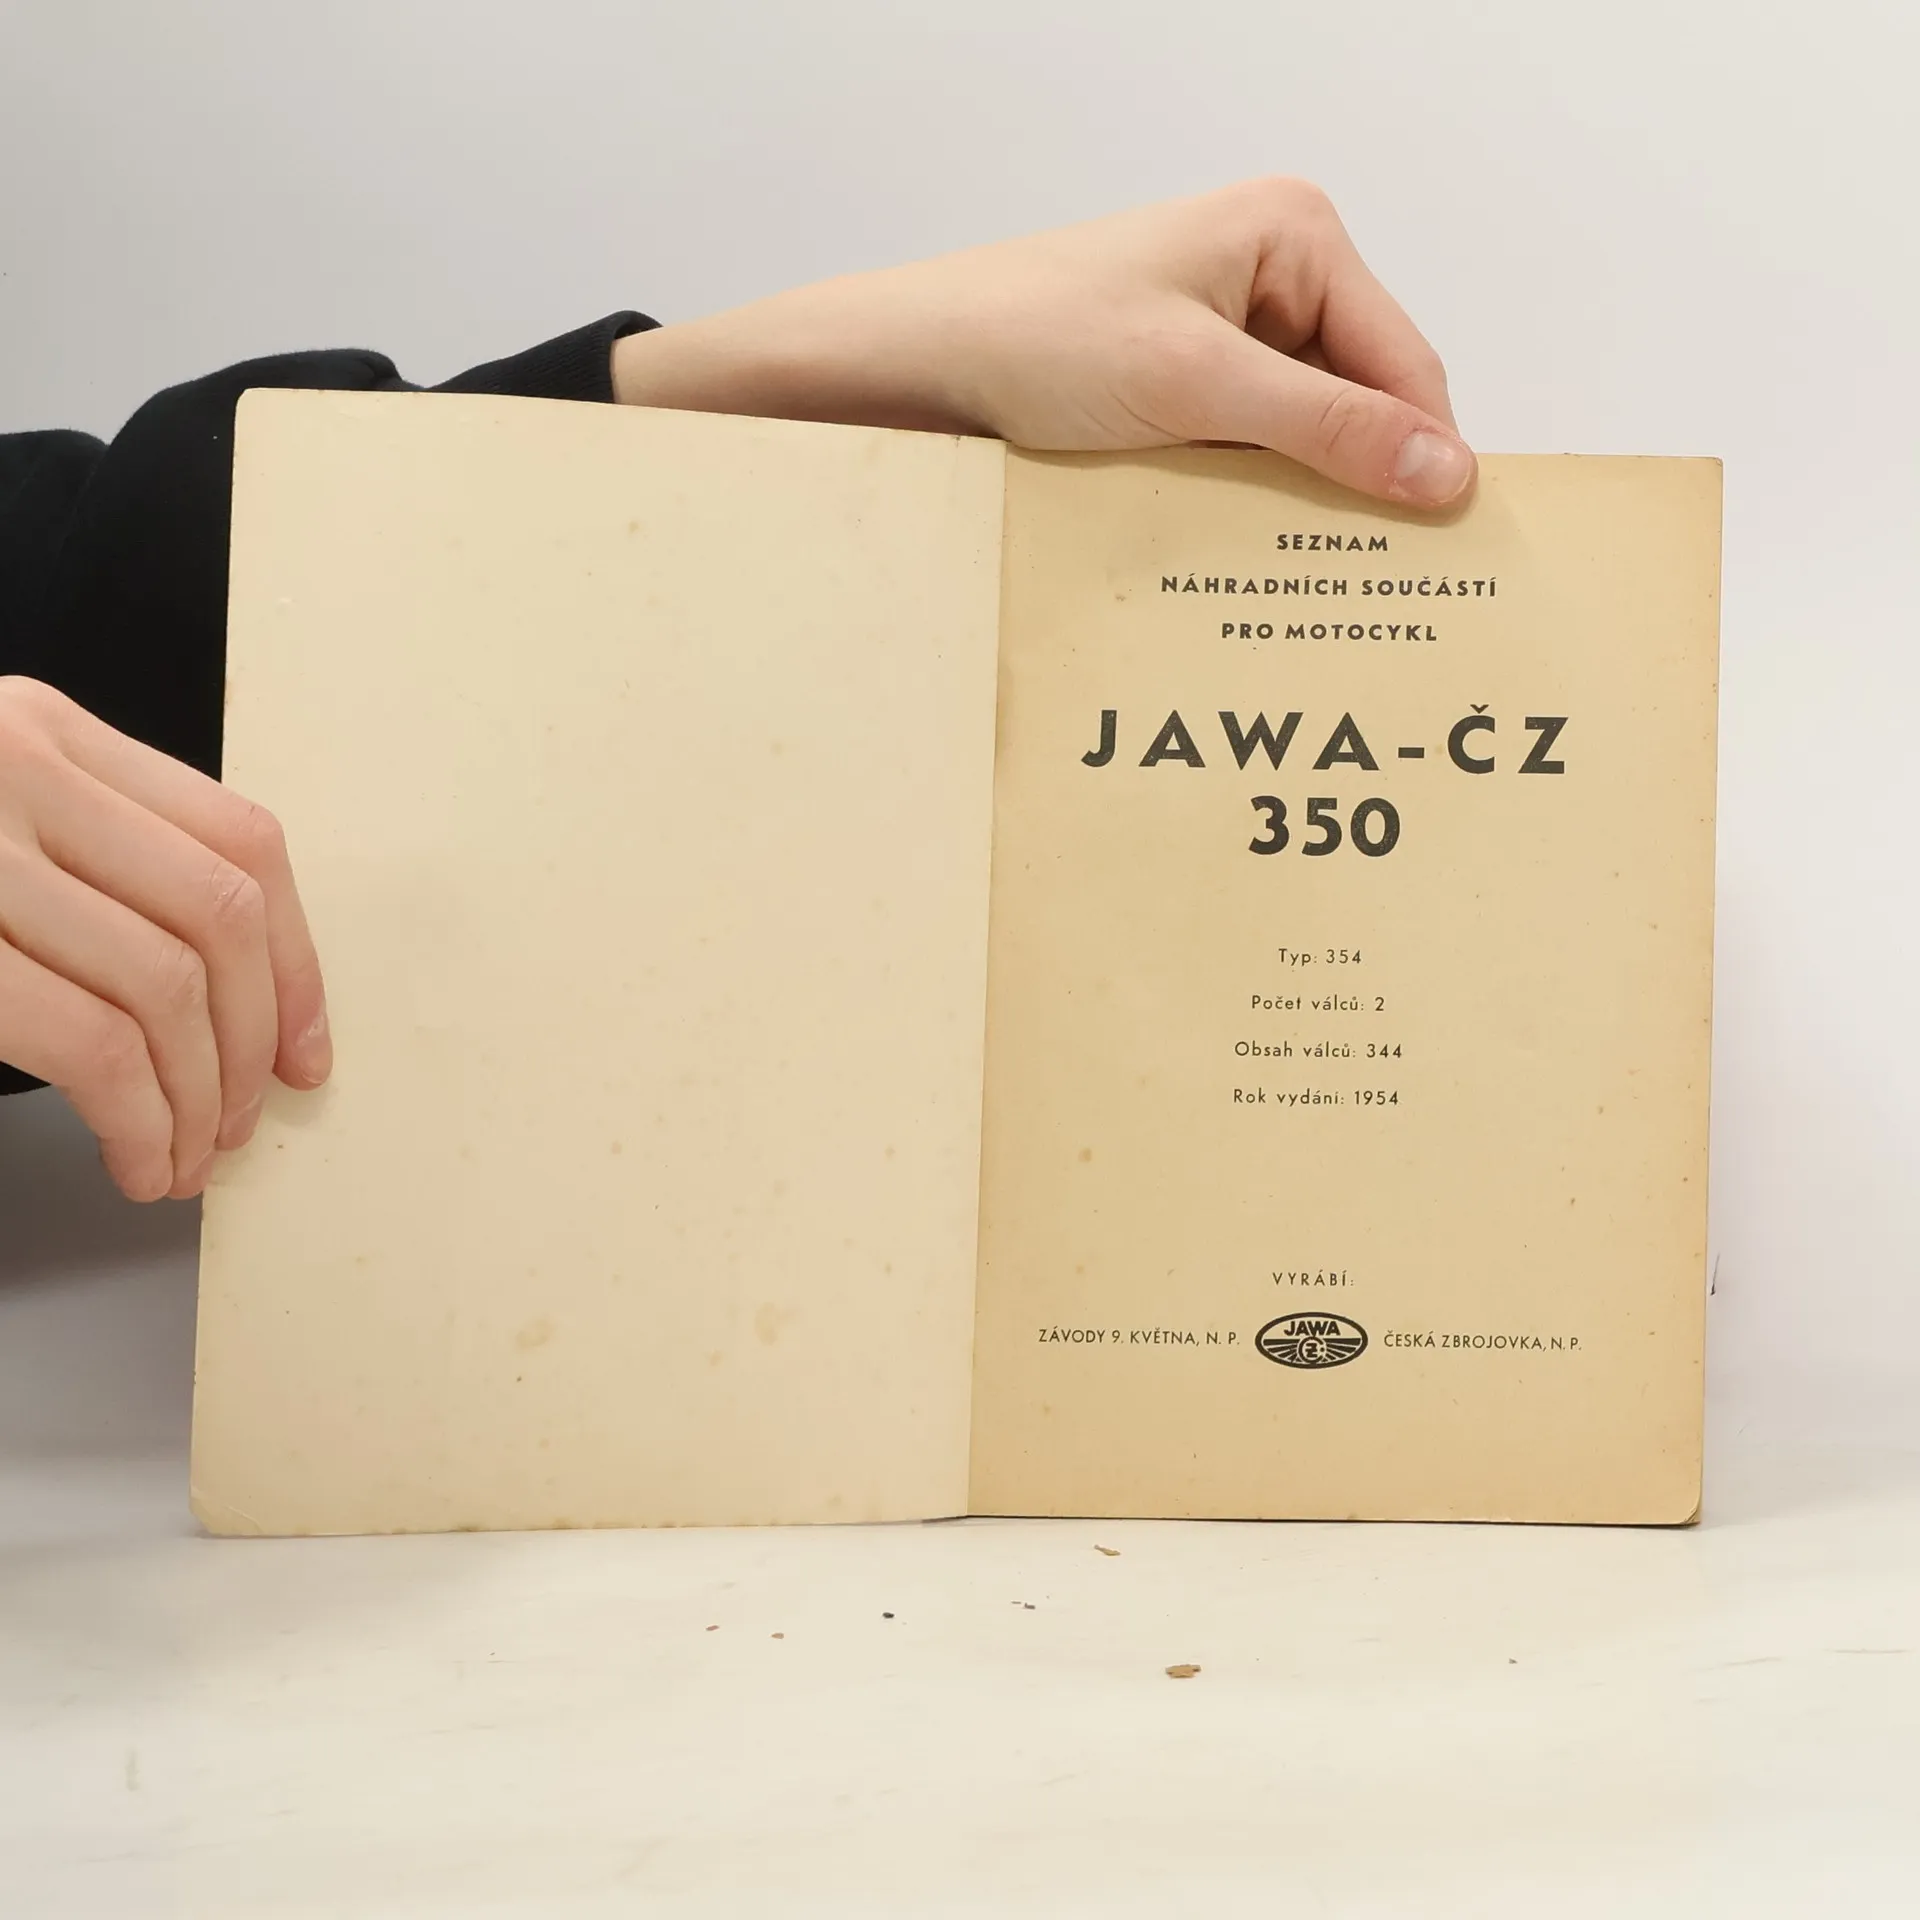 SEZNAM
NÁHRADNÍCH SOUČÁSTÍ
PRO MOTOCYKL
JAWA-ČZ
350
Typ: 354
Počet válců: 2
Obsah válců: 344
Rok vydání: 1954
VYRÁBÍ:
ZÁVODY 9. KVĚTNA, N. P. JAWA ČZ ČESKÁ ZBROJOVKA, N. P.